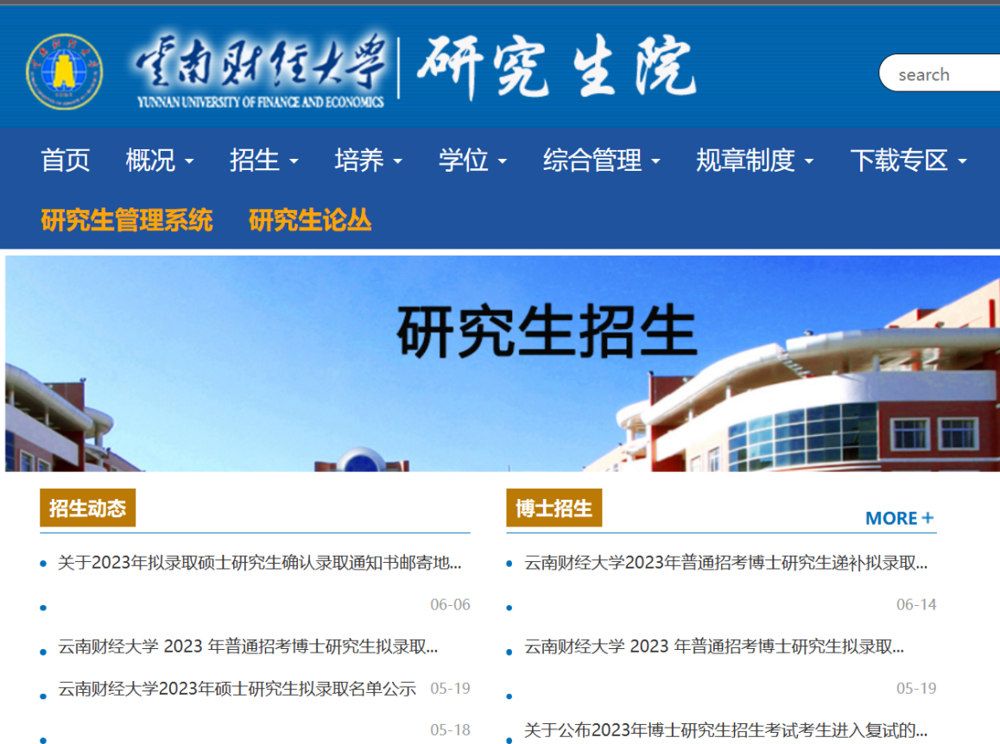 雲南财经大学 研究生院
YUNNAN UNIVERSITY OF FINANCE AND ECONOMICS
search
首页 概况 招生 培养 学位 综合管理 规章制度 下载专区
研究生管理系统 研究生论丛
研究生招生
招生动态
关于2023年拟录取硕士研究生确认录取通知书邮寄地...
06-06
云南财经大学 2023 年普通招考博士研究生拟录取...
云南财经大学2023年硕士研究生拟录取名单公示 05-19
05-18
博士招生 MORE +
云南财经大学2023年普通招考博士研究生递补拟录取...
06-14
云南财经大学 2023 年普通招考博士研究生拟录取...
05-19
关于公布2023年博士研究生招生考试考生进入复试的...